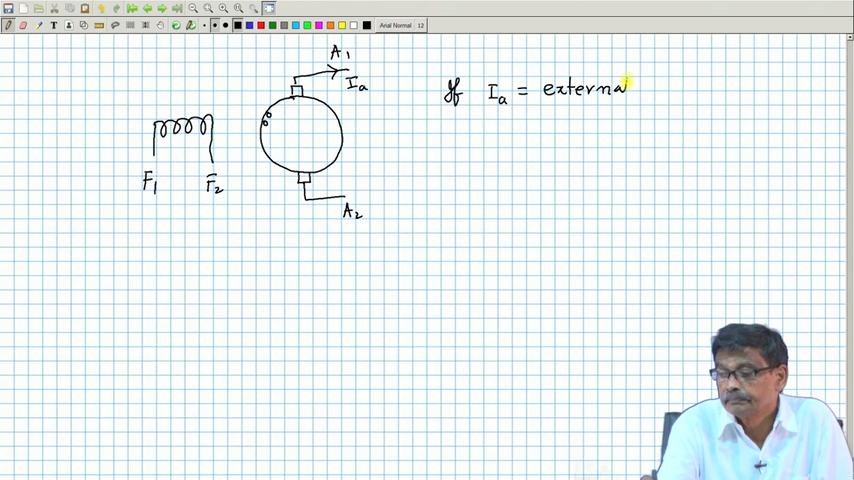 Arial Normal 12
A1
Ia
If Ia = externa
F1 F2
A2